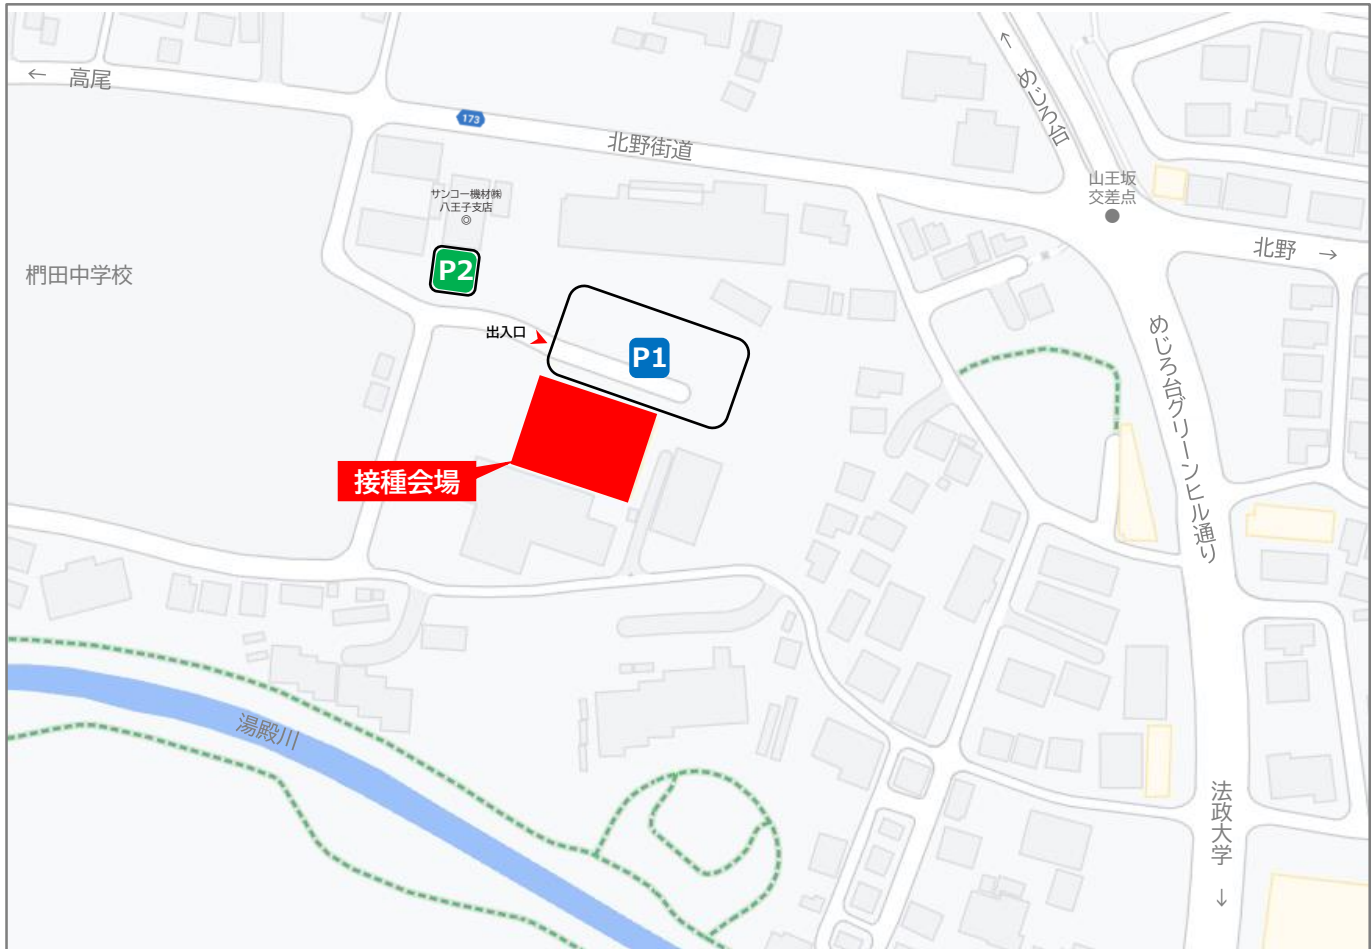 ← 高尾
173
北野街道
↑ めじろ台
山王坂
交差点
北野 →
サンコー機材㈱
八王子支店
◎
椚田中学校
P2
出入口
P1
めじろ台グリーンヒル通り
接種会場
湯殿川
法政大学 ↓